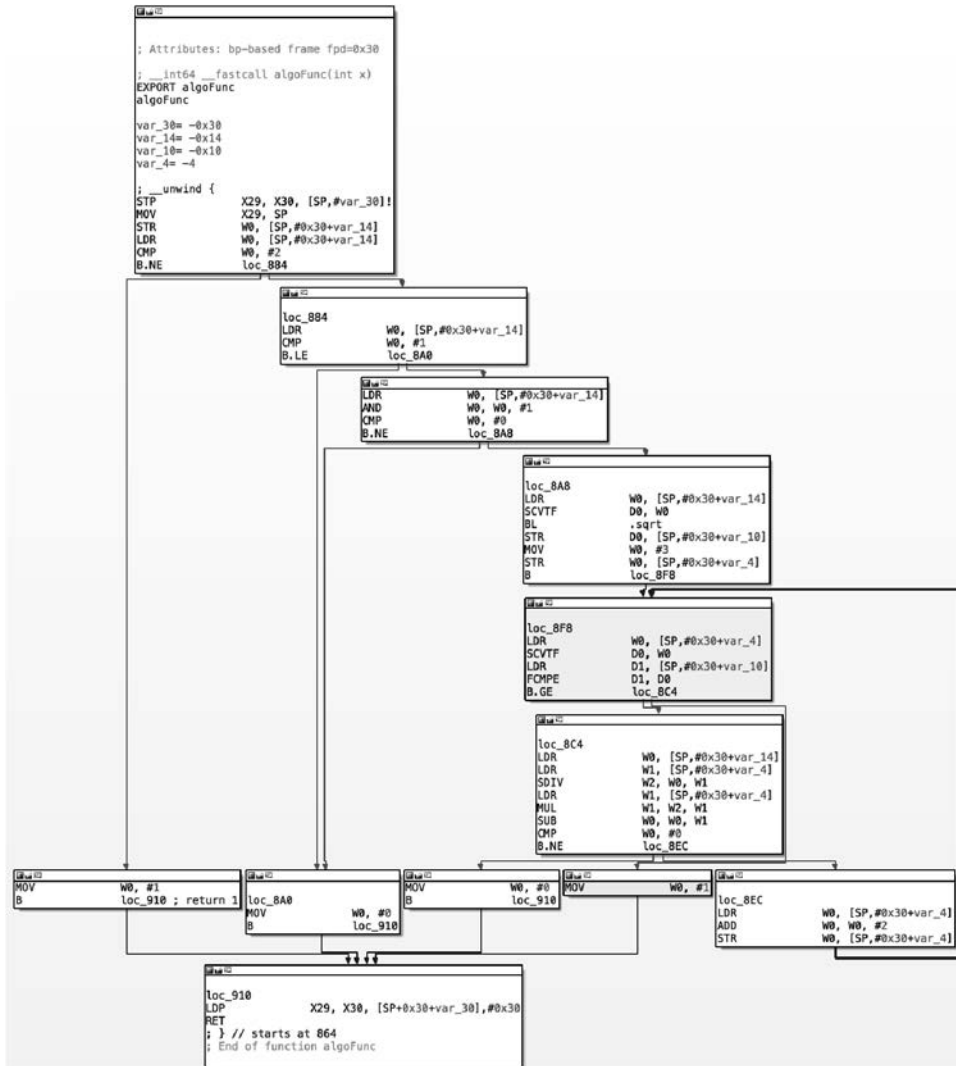 ; Attributes: bp-based frame fpd=0x30
; __int64 __fastcall algoFunc(int x)
EXPORT algoFunc
algoFunc
var_30= -0x30
var_14= -0x14
var_10= -0x10
var_4= -4
; __unwind {
STP X29, X30, [SP,#var_30]!
MOV X29, SP
STR W0, [SP,#0x30+var_14]
LDR W0, [SP,#0x30+var_14]
CMP W0, #2
B.NE loc_884
loc_884
LDR W0, [SP,#0x30+var_14]
CMP W0, #1
B.LE loc_8A0
LDR W0, [SP,#0x30+var_14]
AND W0, W0, #1
CMP W0, #0
B.NE loc_8A8
loc_8A8
LDR W0, [SP,#0x30+var_14]
SCVTF D0, W0
BL .sqrt
STR D0, [SP,#0x30+var_10]
MOV W0, #3
STR W0, [SP,#0x30+var_4]
B loc_8F8
loc_8F8
LDR W0, [SP,#0x30+var_4]
SCVTF D0, W0
LDR D1, [SP,#0x30+var_10]
FCMPE D1, D0
B.GE loc_8C4
loc_8C4
LDR W0, [SP,#0x30+var_14]
LDR W1, [SP,#0x30+var_4]
SDIV W2, W0, W1
LDR W1, [SP,#0x30+var_4]
MUL W1, W2, W1
SUB W0, W0, W1
CMP W0, #0
B.NE loc_8EC
MOV W0, #1
B loc_910 ; return 1
loc_8A0
MOV W0, #0
B loc_910
MOV W0, #0
B loc_910
MOV W0, #1
loc_8EC
LDR W0, [SP,#0x30+var_4]
ADD W0, W0, #2
STR W0, [SP,#0x30+var_4]
loc_910
LDP X29, X30, [SP+0x30+var_30],#0x30
RET
; } // starts at 864
; End of function algoFunc